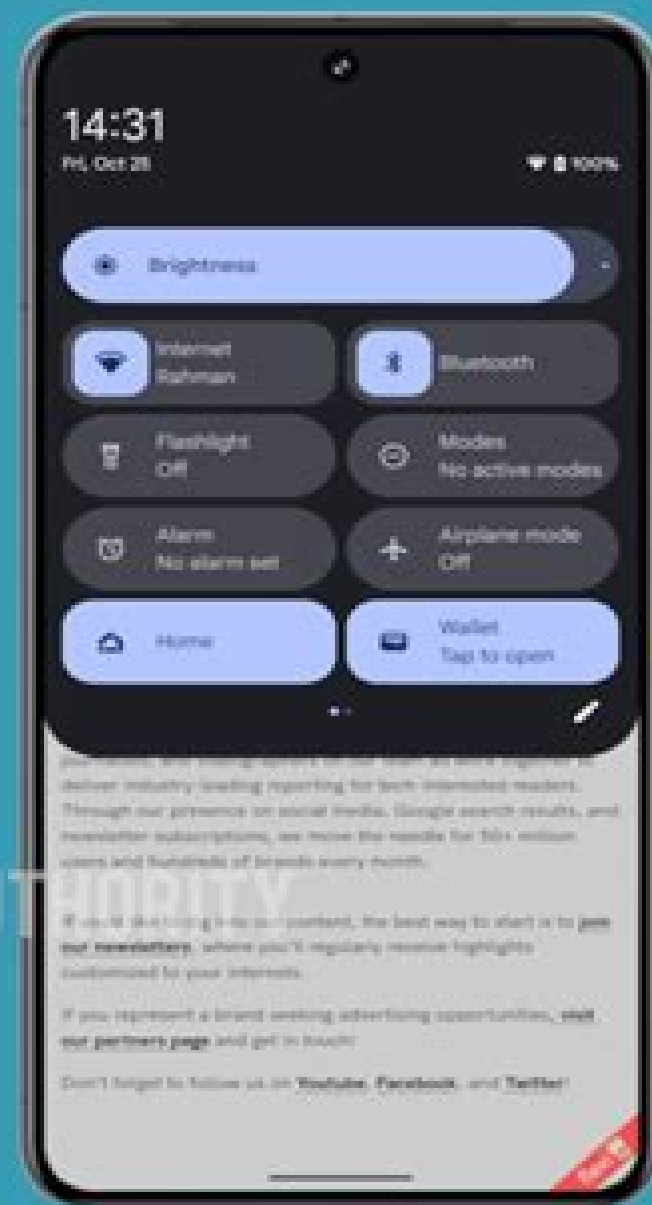 14:31
Fri, Oct 25
100%
Brightness
Internet
Rahman
Bluetooth
Flashlight
Off
Modes
No active modes
Alarm
No alarm set
Airplane mode
Off
Home
Wallet
Tap to open
deliver industry leading reporting for tech interested readers.
Through our presence on social media, Google search results, and
newsletter subscriptions, we move the needle for 50+ million
users and hundreds of brands every month.
THORITY
content, the best way to start is to join
our newsletters, where you'll regularly receive highlights
customized to your interests.
If you represent a brand seeking advertising opportunities, visit
our partners page and get in touch!
Don't forget to follow us on Youtube, Facebook, and Twitter!